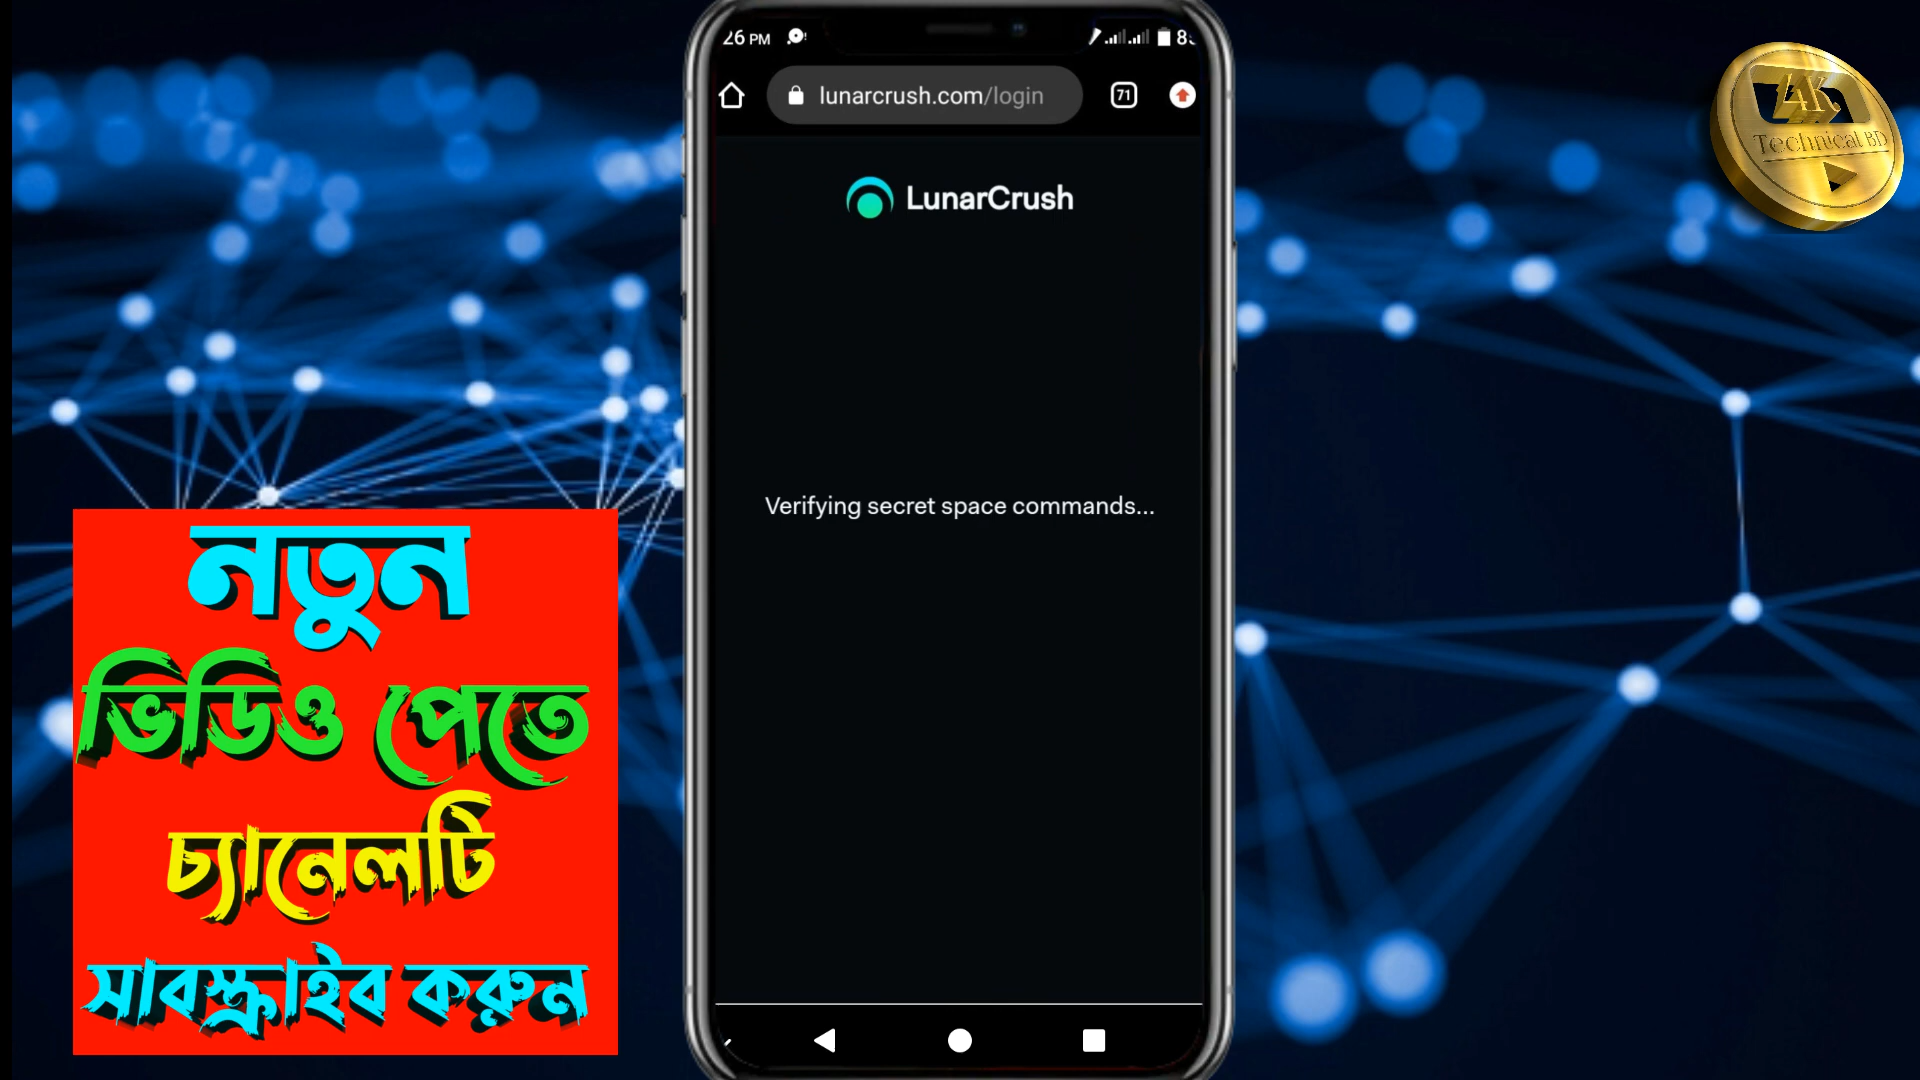 26 PM
lunarcrush.com/login
71
LunarCrush
Verifying secret space commands...
4K
Technical BD
নতুন
ভিডিও পেতে
চ্যানেলটি
সাবস্ক্রাইব করুন